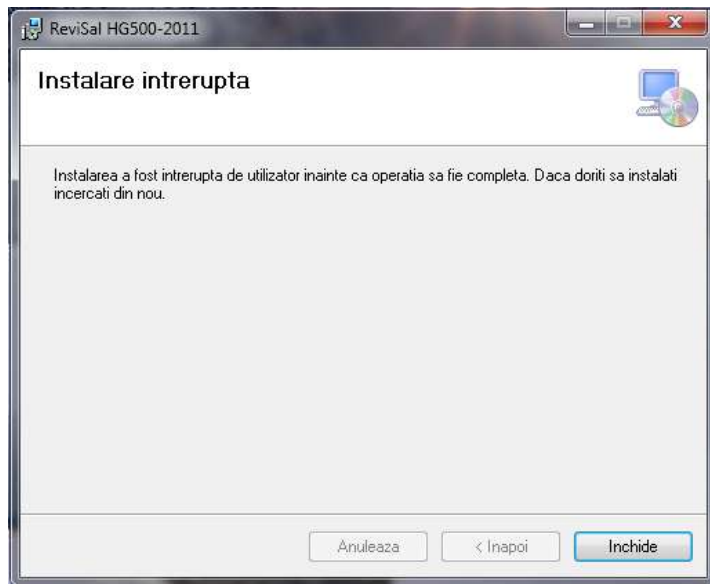 ReviSal HG500-2011
Instalare intrerupta
Instalarea a fost intrerupta de utilizator inainte ca operatia sa fie completa. Daca doriti sa instalati
incercati din nou.
Anuleaza
< Inapoi
Inchide